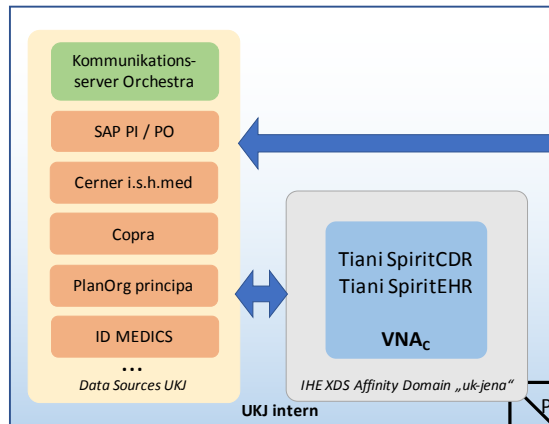 Kommunikations-
server Orchestra
SAP PI / PO
Cerner i.s.h.med
Copra
PlanOrg principa
ID MEDICS
...
Data Sources UKJ
Tiani SpiritCDR
Tiani SpiritEHR
VNAC
IHE XDS Affinity Domain „uk-jena“
UKJ intern
P